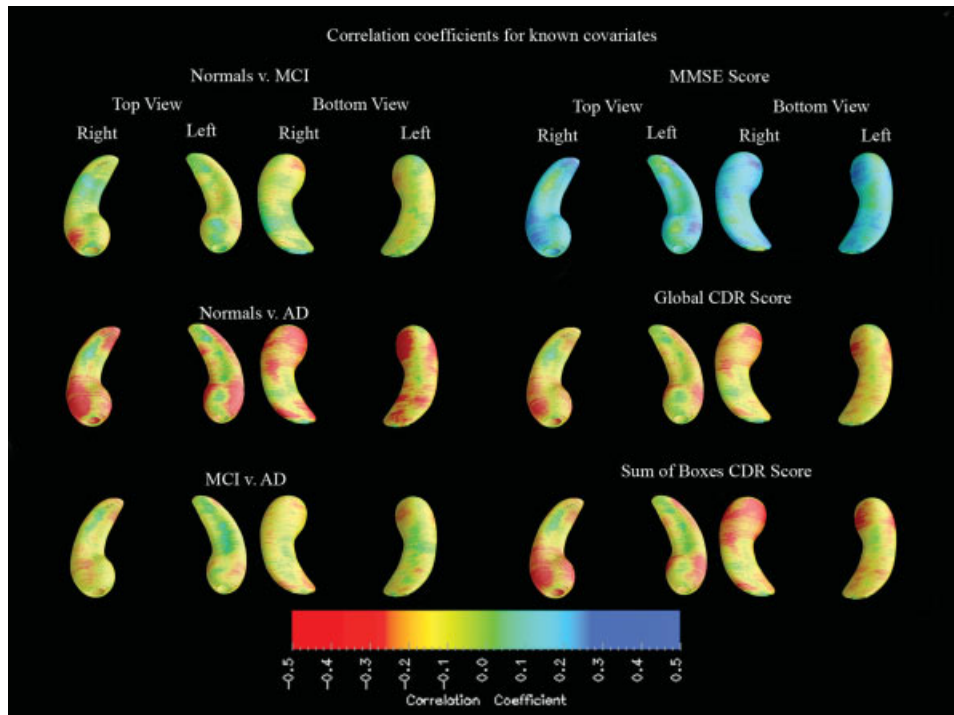 Correlation coefficients for known covariates
Normals v. MCI
Top View Bottom View
Right Left Right Left
MMSE Score
Top View Bottom View
Right Left Right Left
Normals v. AD
Global CDR Score
MCI v. AD
Sum of Boxes CDR Score
-0.5 -0.4 -0.3 -0.2 -0.1 0.0 0.1 0.2 0.3 0.4 0.5
Correlation Coefficient